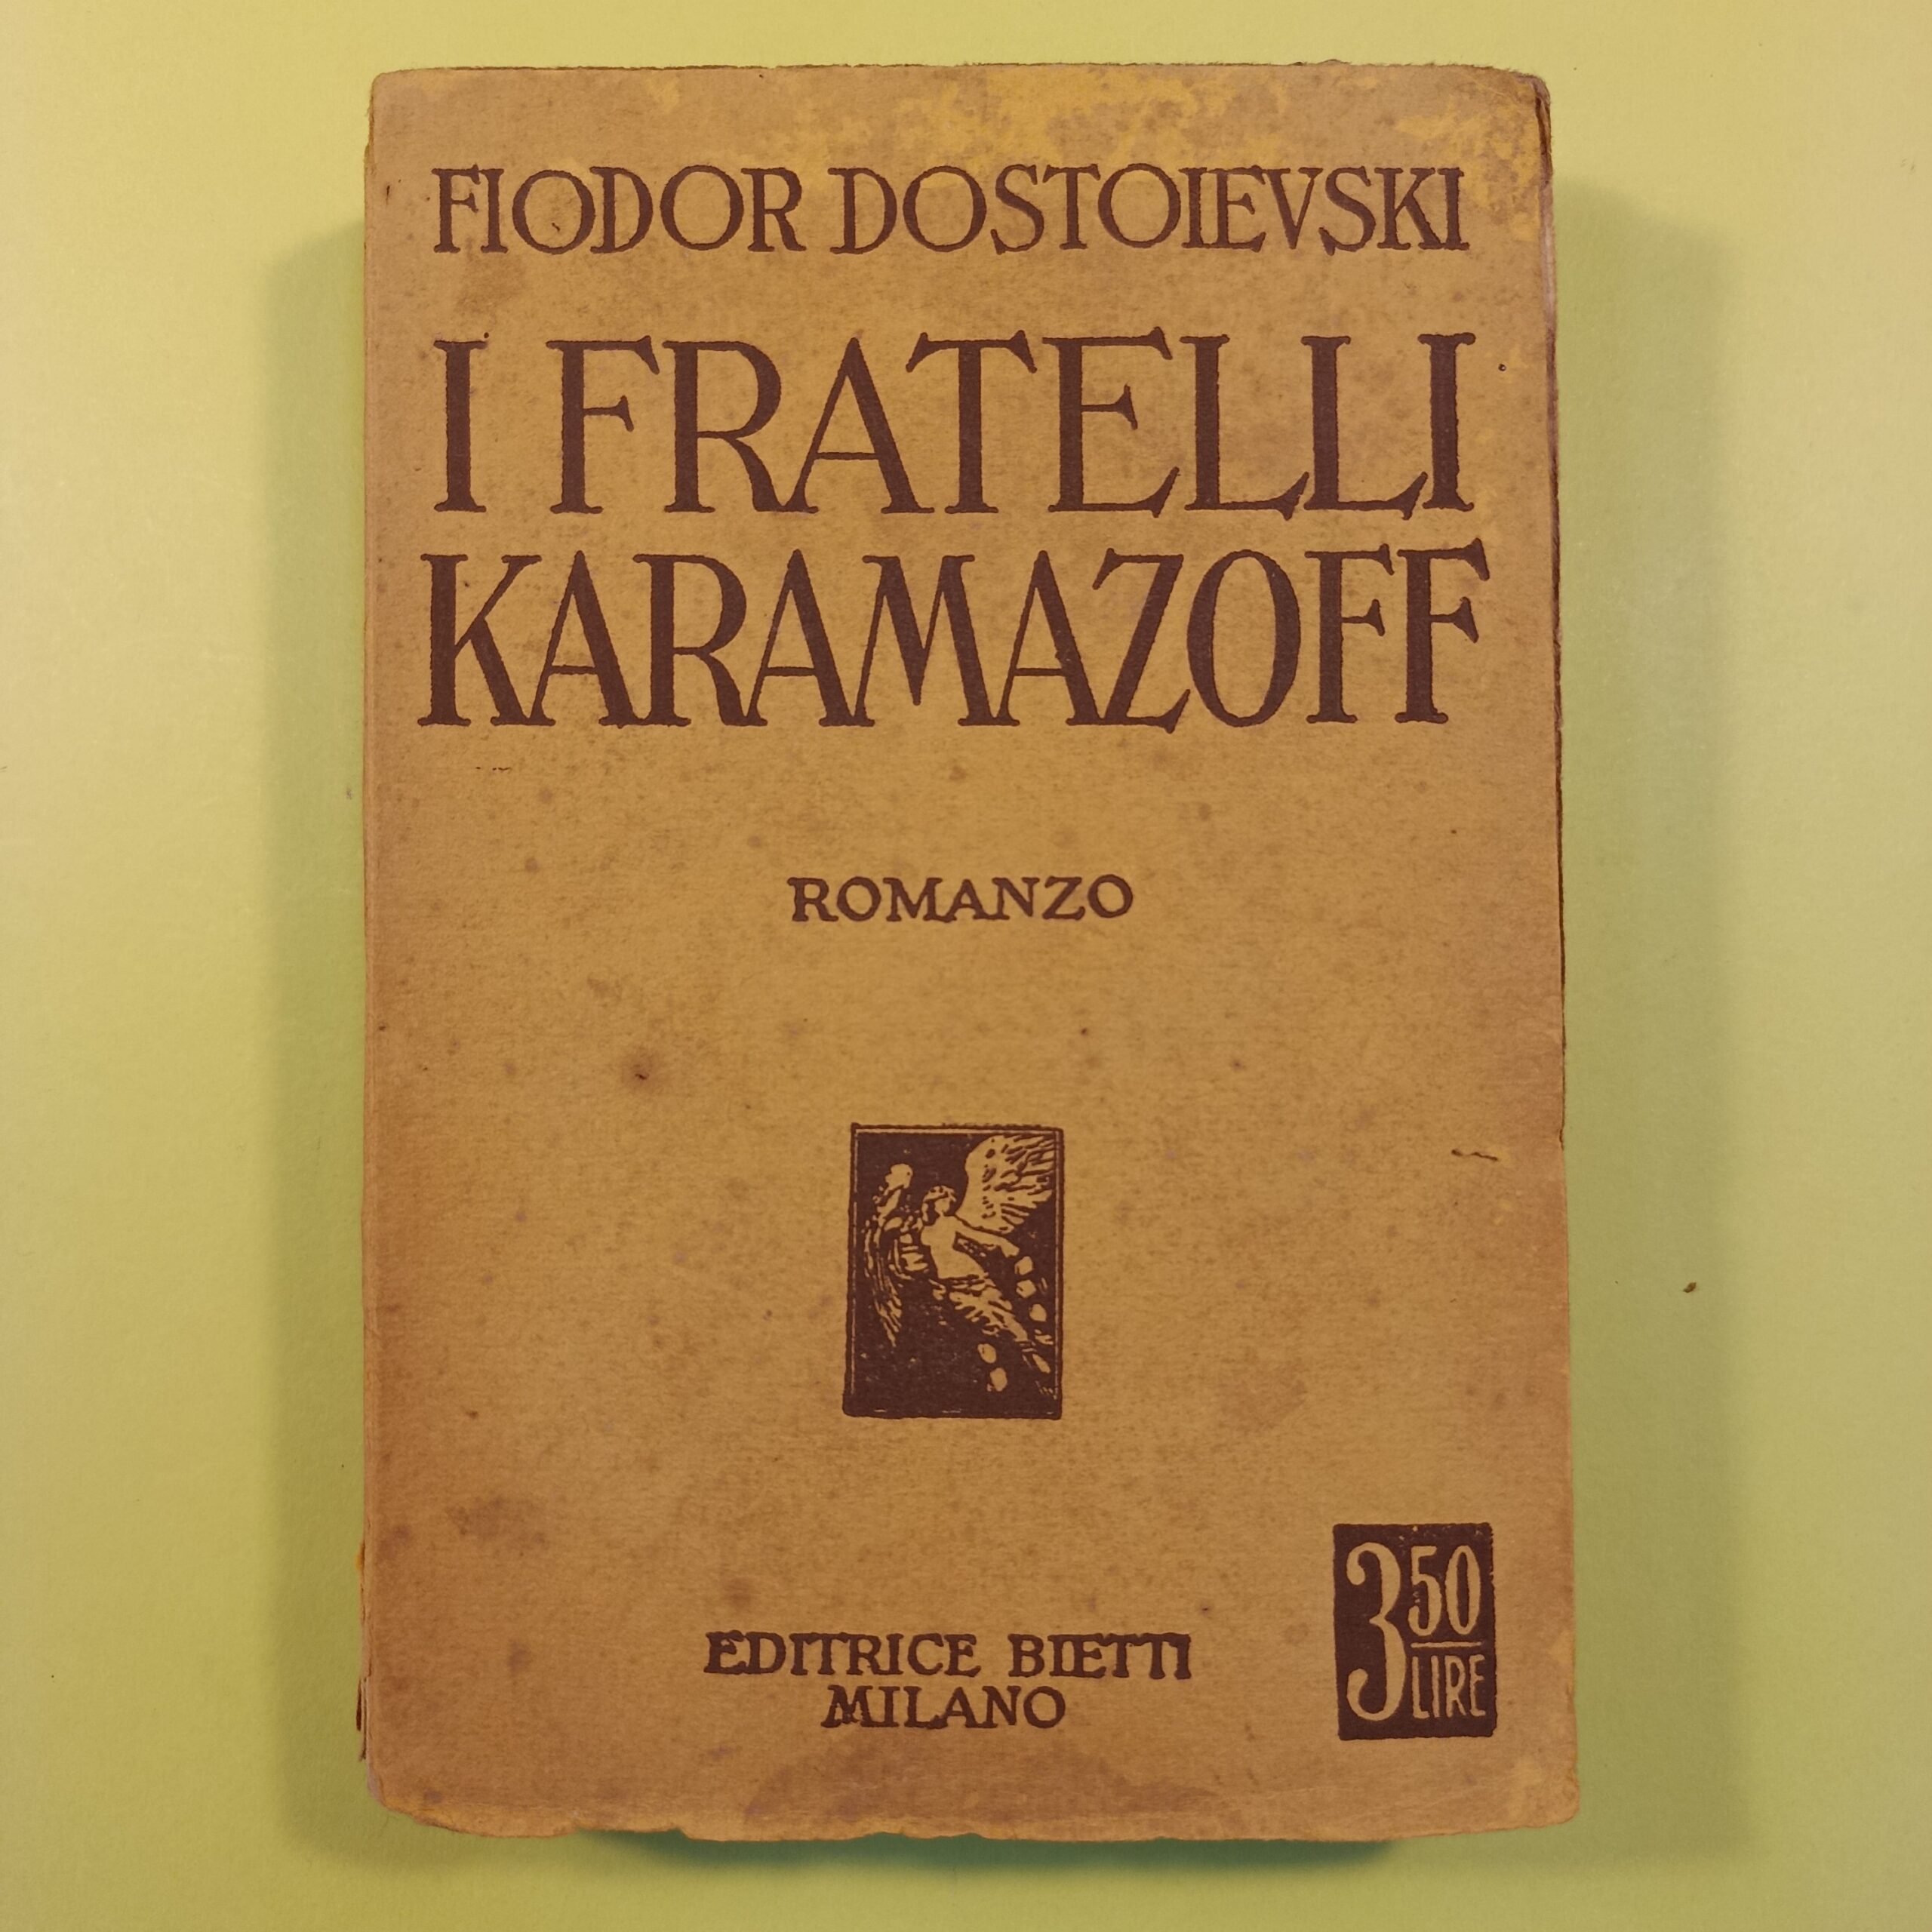 FIODOR DOSTOIEVSKI
I FRATELLI
KARAMAZOFF
ROMANZO
EDITRICE BIETTI
MILANO
3 50
LIRE